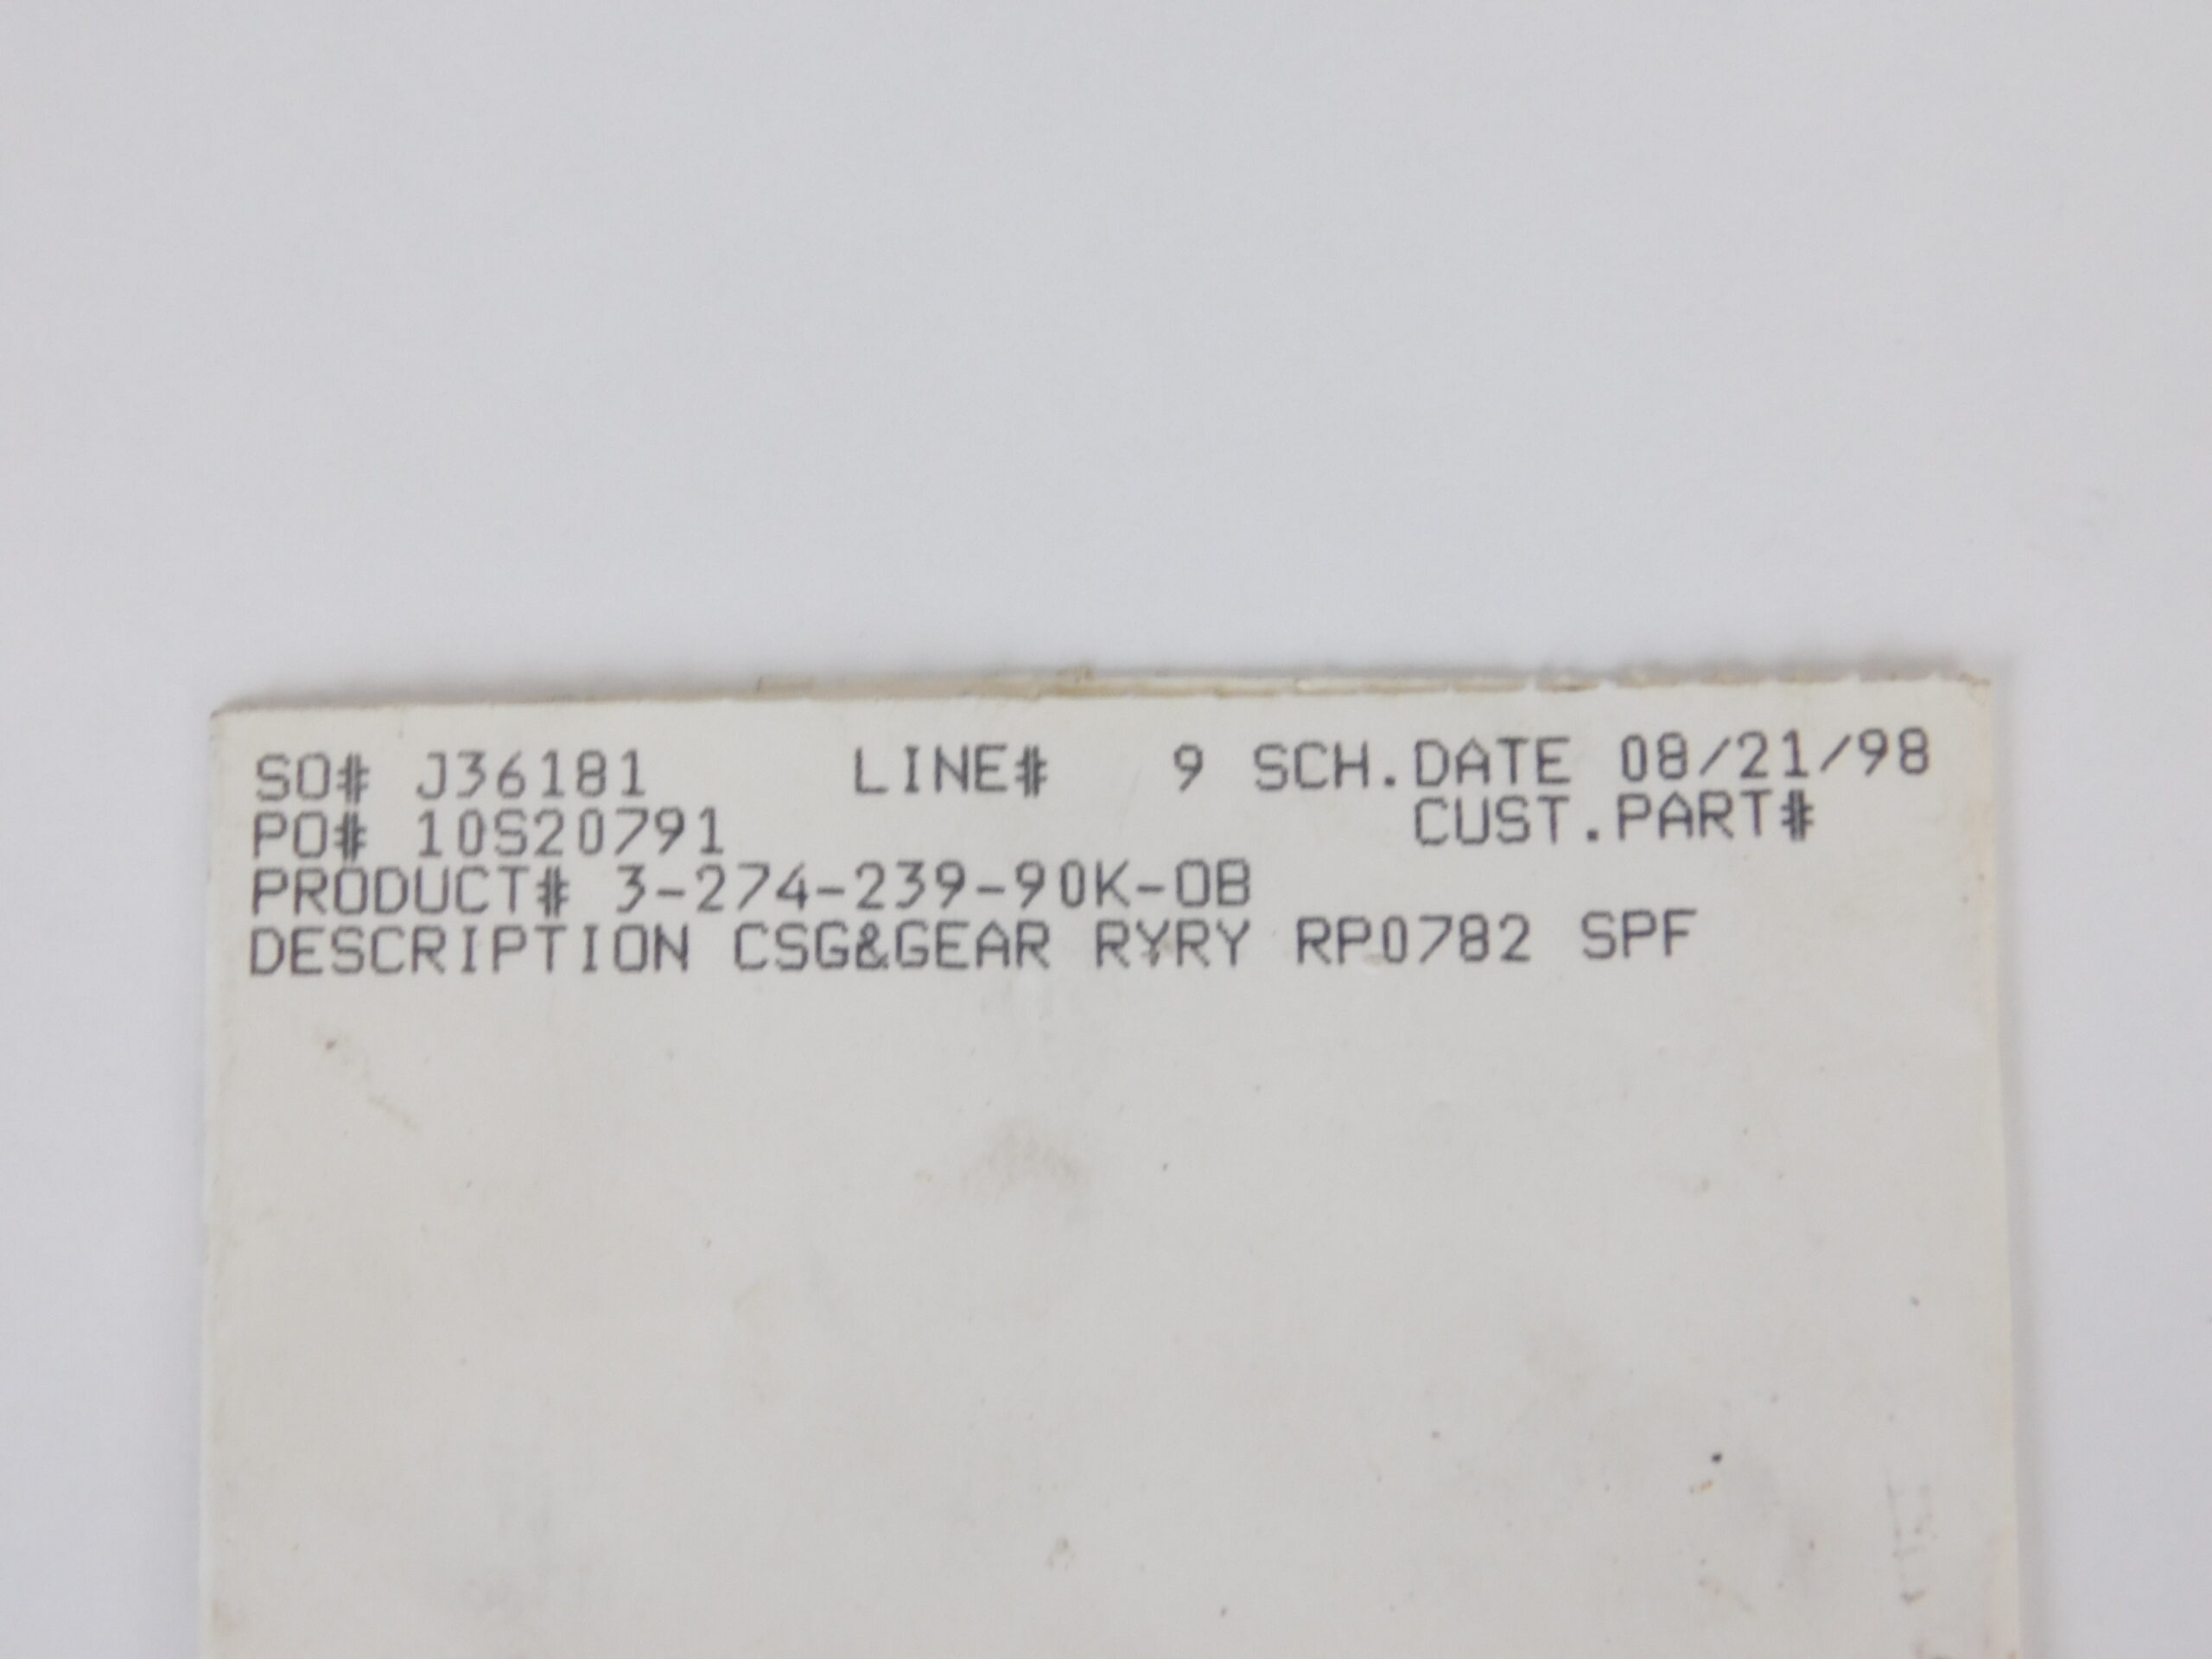 SO# J36181 LINE# 9 SCH.DATE 08/21/98
PO# 10S20791 CUST.PART#
PRODUCT# 3-274-239-90K-OB
DESCRIPTION CSG&GEAR RYRY RP0782 SPF